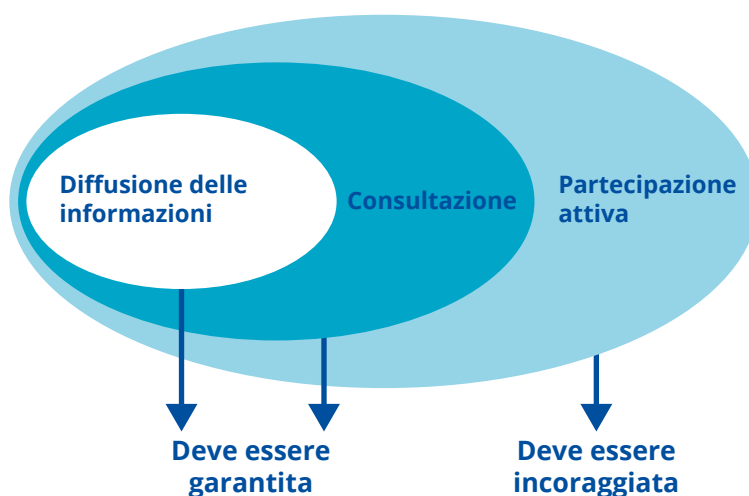 Diffusione delle
informazioni
Consultazione
Partecipazione
attiva
Deve essere
garantita
Deve essere
incoraggiata